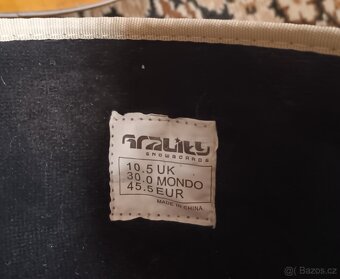 GRAVITY
SNOWBOARDS
10.5 UK
30.0 MONDO
45.5 EUR
MADE IN CHINA
Bazos.cz